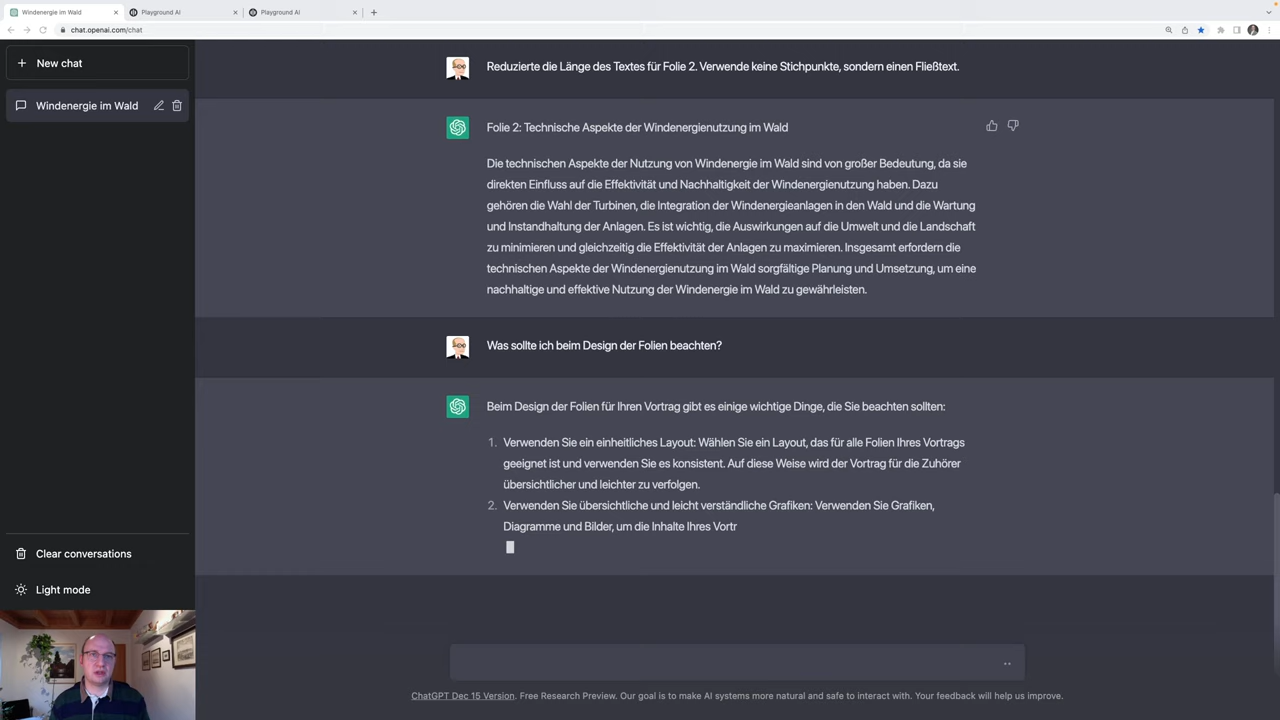 Windenergie im Wald
Playground AI
Playground AI
chat.openai.com/chat
New chat
Windenergie im Wald
Clear conversations
Light mode
Reduzierte die Länge des Textes für Folie 2. Verwende keine Stichpunkte, sondern einen Fließtext.
Folie 2: Technische Aspekte der Windenergienutzung im Wald
Die technischen Aspekte der Nutzung von Windenergie im Wald sind von großer Bedeutung, da sie
direkten Einfluss auf die Effektivität und Nachhaltigkeit der Windenergienutzung haben. Dazu
gehören die Wahl der Turbinen, die Integration der Windenergieanlagen in den Wald und die Wartung
und Instandhaltung der Anlagen. Es ist wichtig, die Auswirkungen auf die Umwelt und die Landschaft
zu minimieren und gleichzeitig die Effektivität der Anlagen zu maximieren. Insgesamt erfordern die
technischen Aspekte der Windenergienutzung im Wald sorgfältige Planung und Umsetzung, um eine
nachhaltige und effektive Nutzung der Windenergie im Wald zu gewährleisten.
Was sollte ich beim Design der Folien beachten?
Beim Design der Folien für Ihren Vortrag gibt es einige wichtige Dinge, die Sie beachten sollten:
1. Verwenden Sie ein einheitliches Layout: Wählen Sie ein Layout, das für alle Folien Ihres Vortrags
geeignet ist und verwenden Sie es konsistent. Auf diese Weise wird der Vortrag für die Zuhörer
übersichtlicher und leichter zu verfolgen.
2. Verwenden Sie übersichtliche und leicht verständliche Grafiken: Verwenden Sie Grafiken,
Diagramme und Bilder, um die Inhalte Ihres Vortr
ChatGPT Dec 15 Version. Free Research Preview. Our goal is to make AI systems more natural and safe to interact with. Your feedback will help us improve.